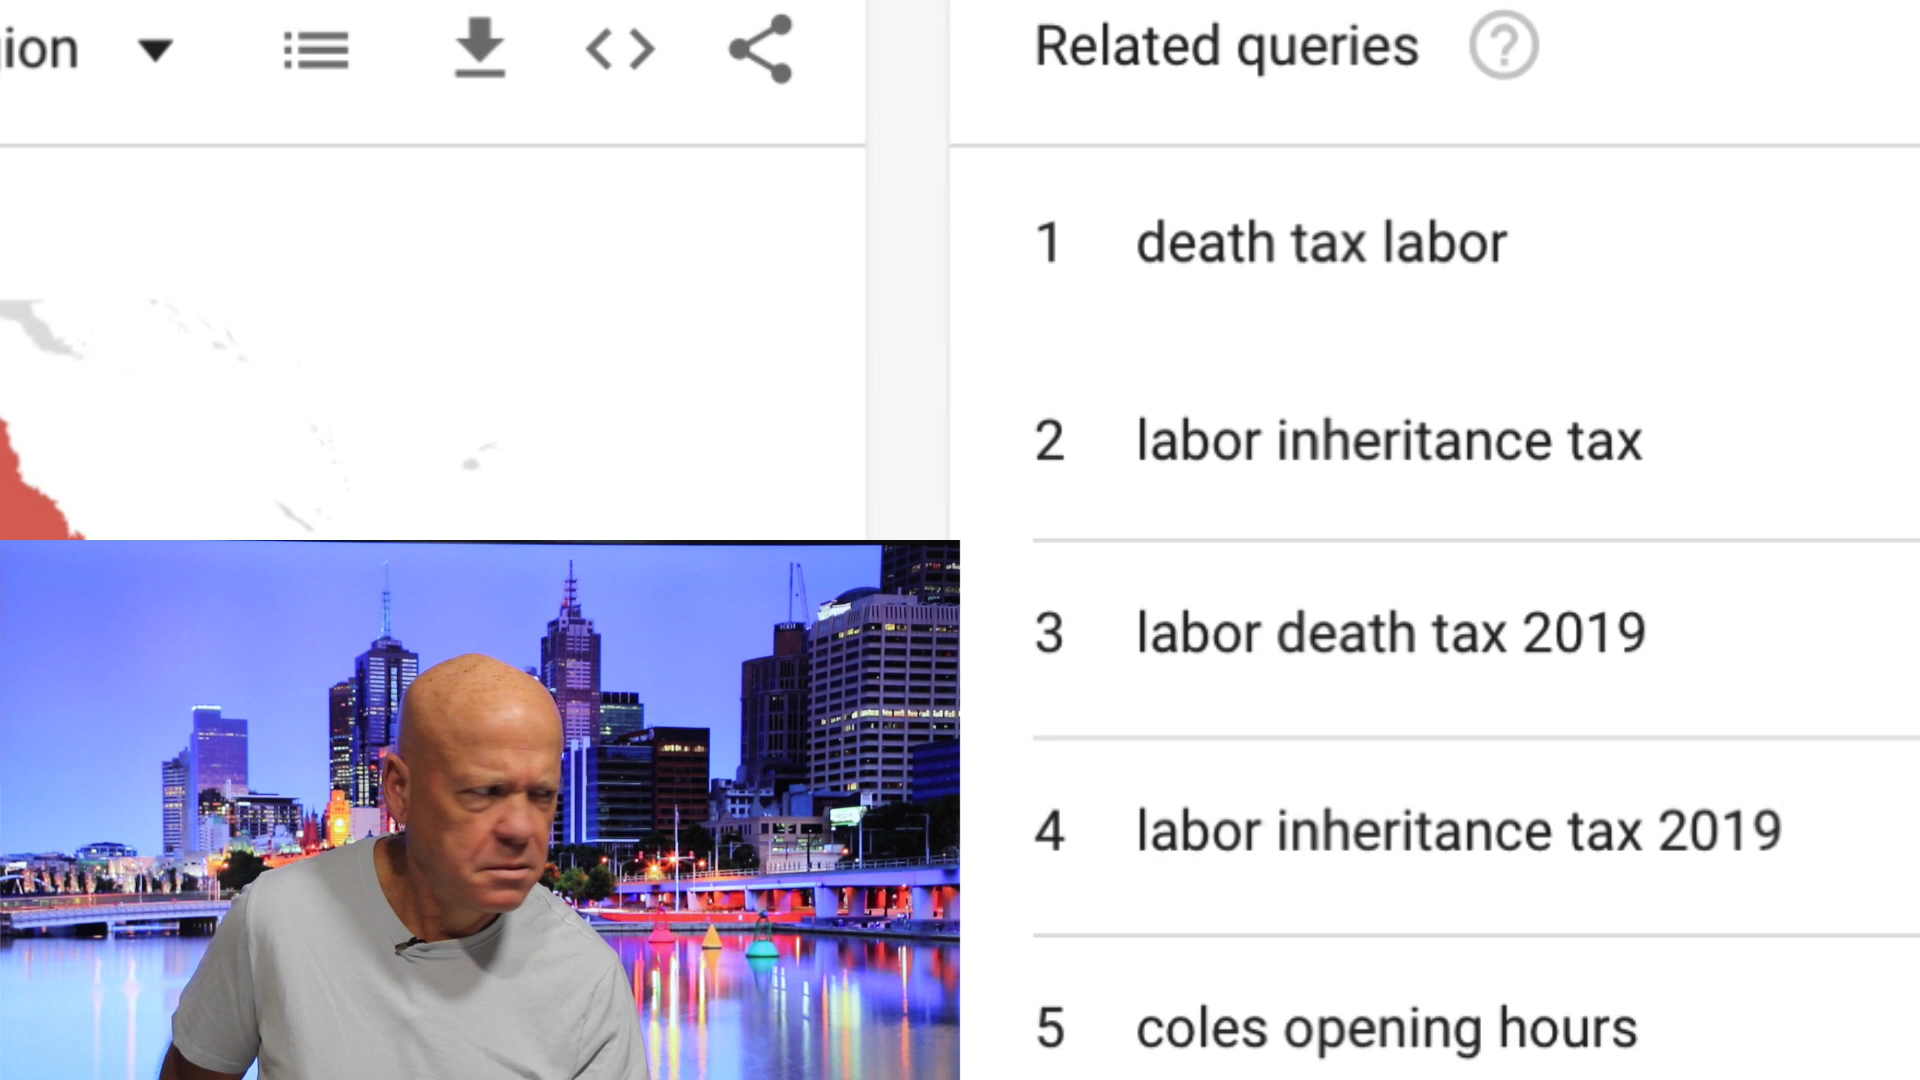 gion
Related queries ?
1 death tax labor
2 labor inheritance tax
3 labor death tax 2019
4 labor inheritance tax 2019
5 coles opening hours